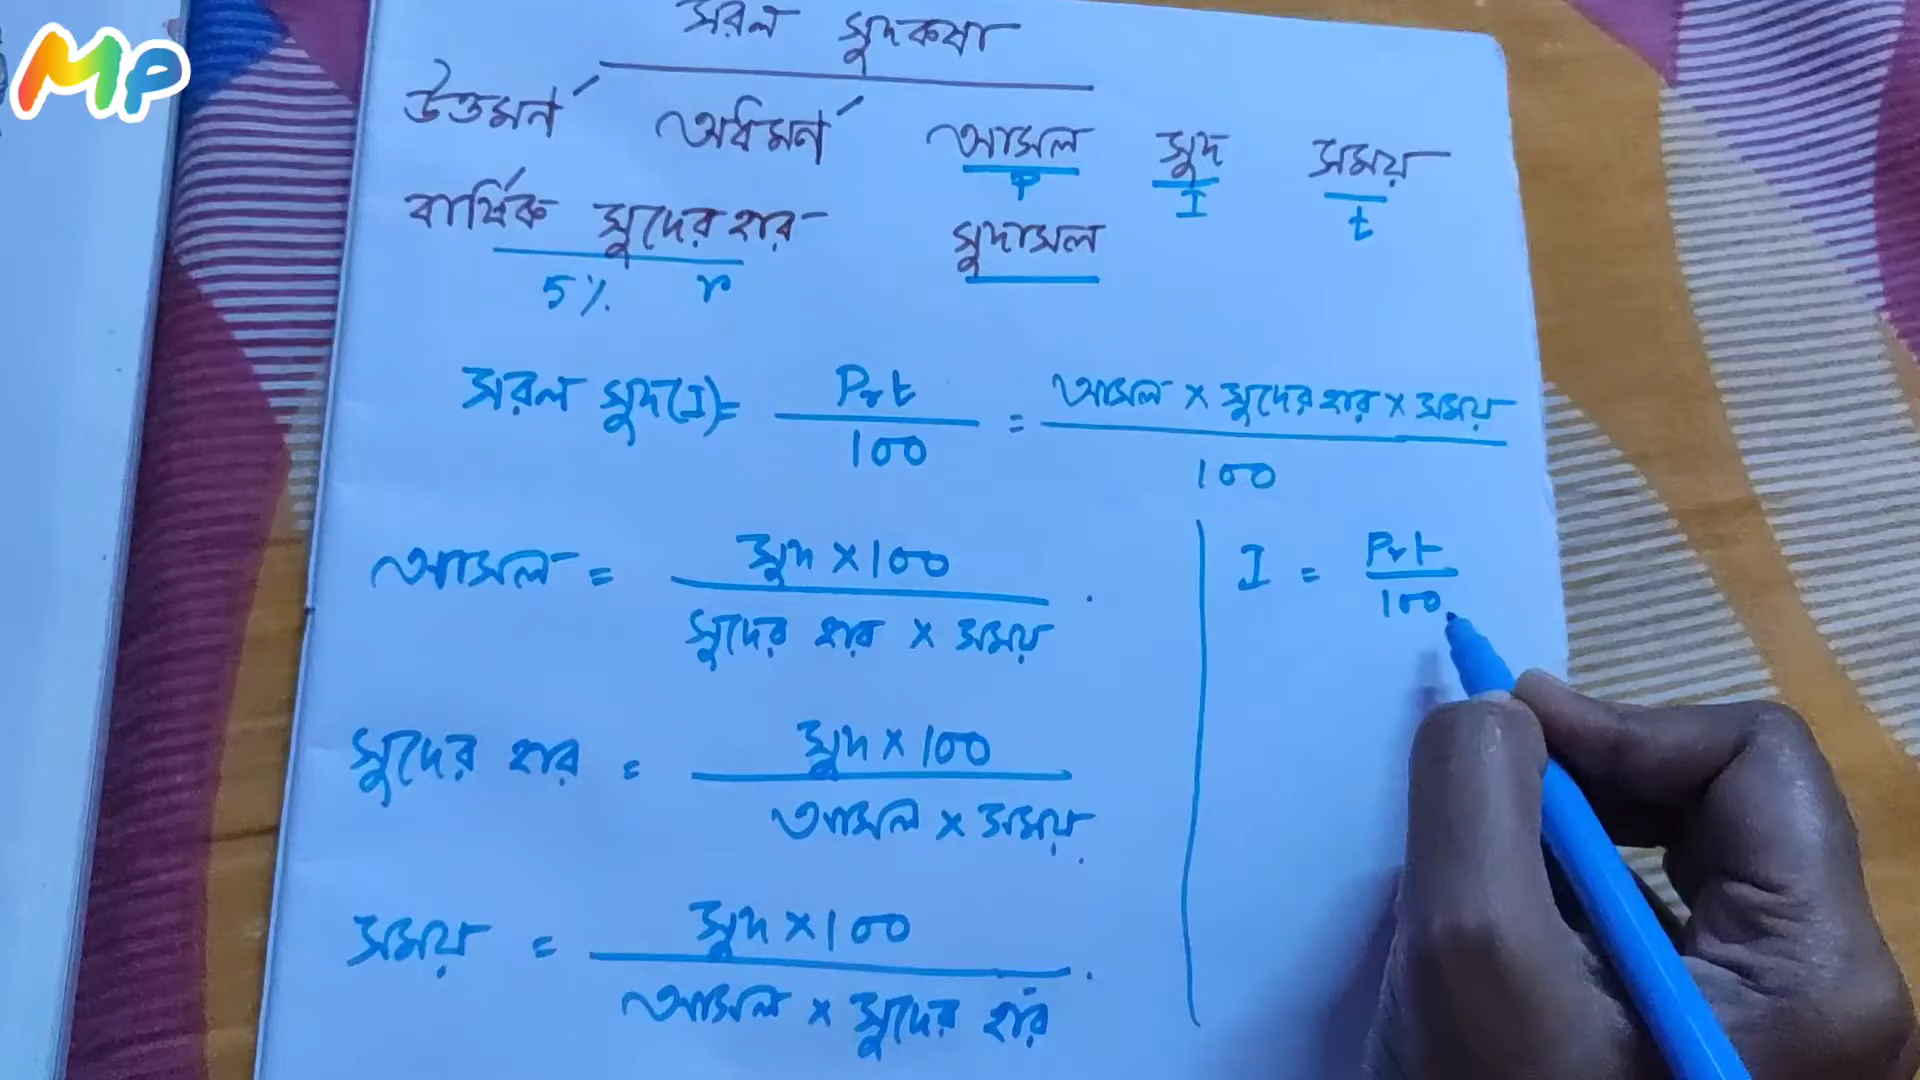 MP
সরল সুদকষা
উত্তমর্ণ অধমর্ণ আসল সুদ সময়
P I t
বার্ষিক সুদের হার সুদাসল
5% r
সরল সুদ(I) = Prt / 100 = আসল × সুদের হার × সময় / 100
আসল = সুদ × 100 / সুদের হার × সময়
I = Prt / 100
সুদের হার = সুদ × 100 / আসল × সময়
সময় = সুদ × 100 / আসল × সুদের হার